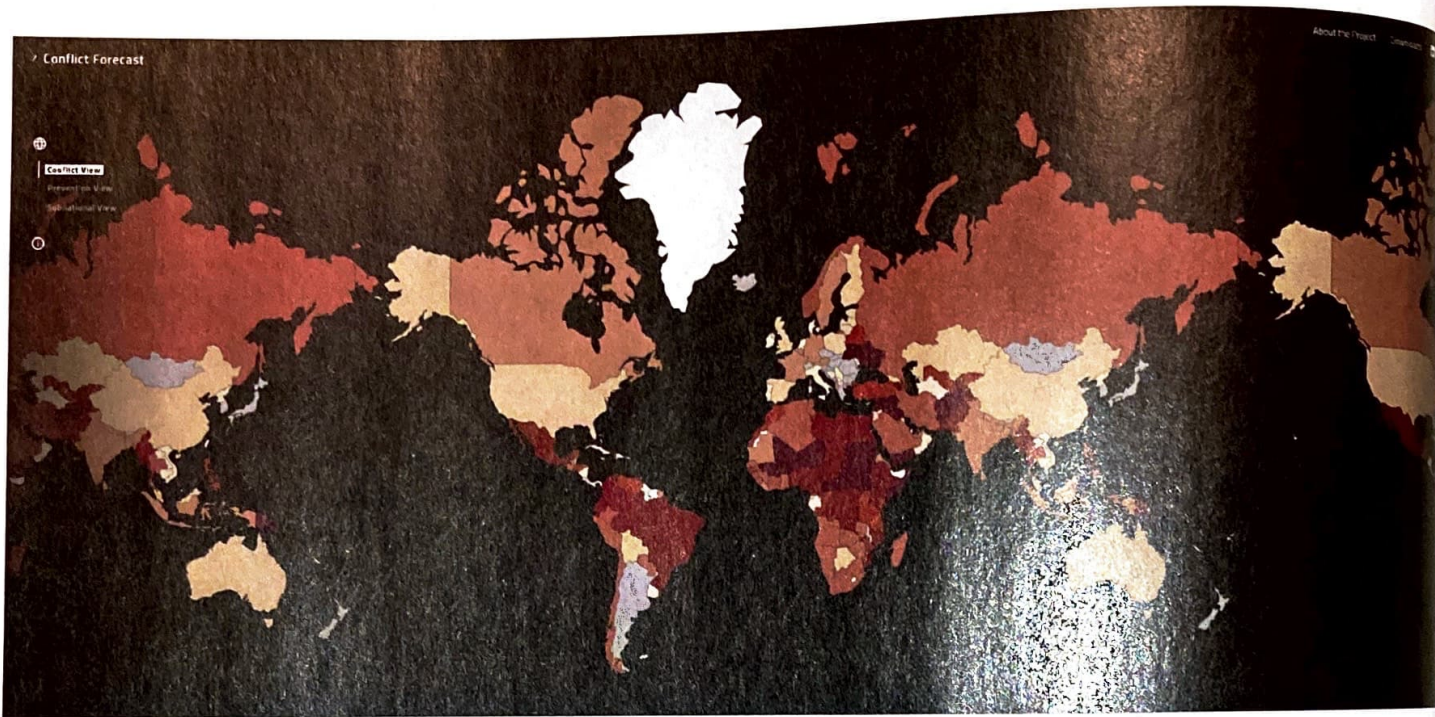 Conflict Forecast
About the Project
Conflict View
Prevention View
Subnational View